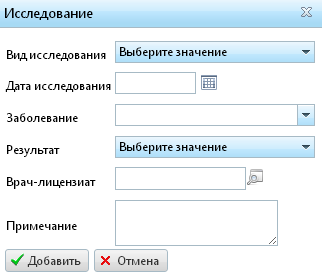 Исследование
Вид исследования Выберите значение
Дата исследования
Заболевание
Результат Выберите значение
Врач-лицензиат
Примечание
Добавить Отмена